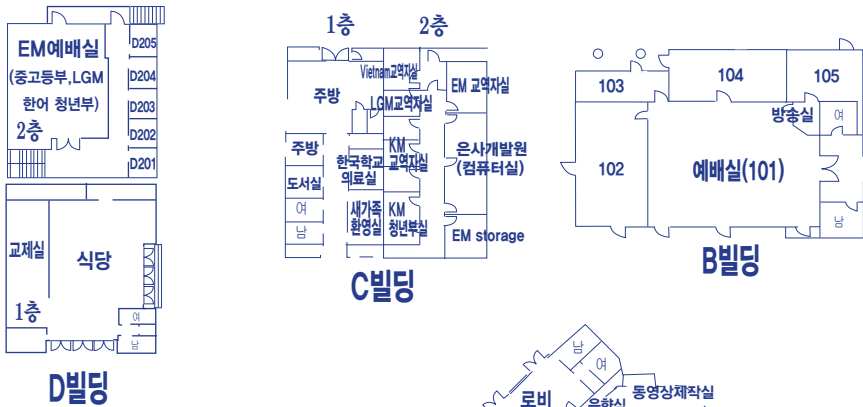 EM예배실
(중고등부,LGM
한어 청년부)
2층
D205
D204
D203
D202
D201
교제실
식당
1층
여
남
D빌딩
1층
2층
주방
Vietnam교역자실
LGM교역자실
EM 교역자실
주방
한국학교
의료실
KM
교역자실
은사개발원
(컴퓨터실)
도서실
여
남
새가족
환영실
KM
청년부실
EM storage
C빌딩
103
104
105
방송실
여
102
예배실(101)
남
B빌딩
남
여
로비
음향실
동영상제작실